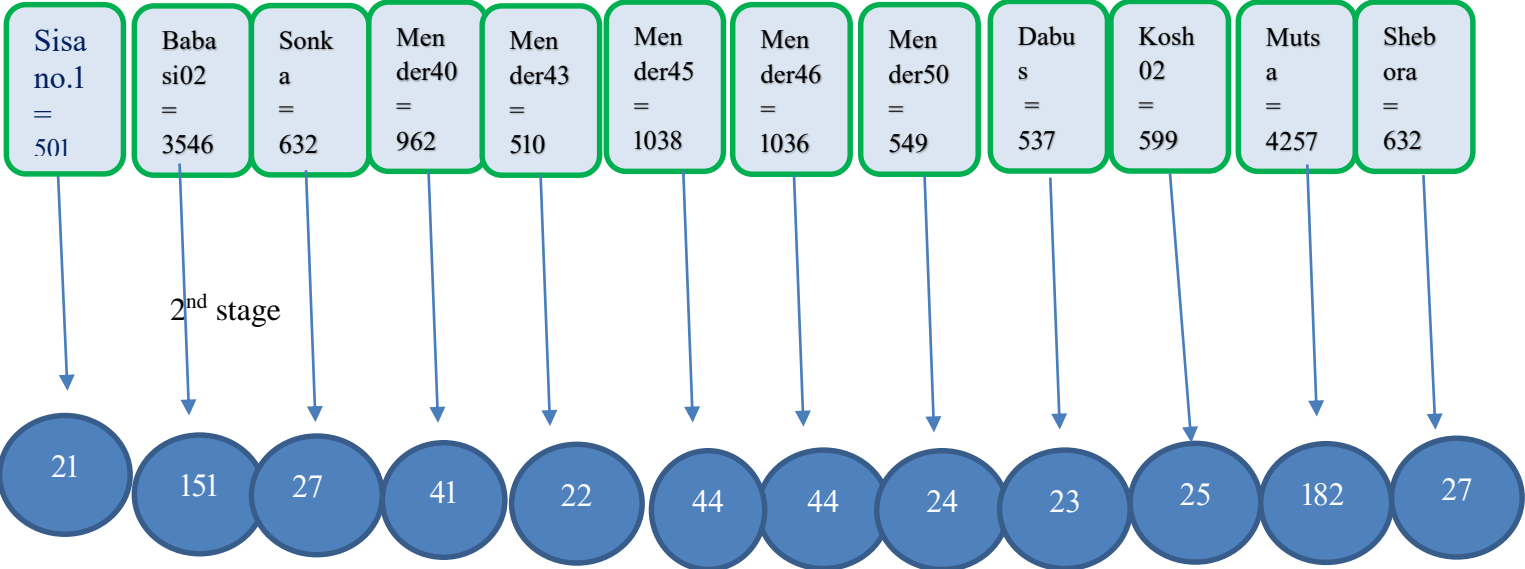 Sisa
no.1
=
501
Baba
si02
=
3546
Sonk
a
=
632
Men
der40
=
962
Men
der43
=
510
Men
der45
=
1038
Men
der46
=
1036
Men
der50
=
549
Dabu
s
=
537
Kosh
02
=
599
Muts
a
=
4257
Sheb
ora
=
632
2nd stage
21
151
27
41
22
44
44
24
23
25
182
27